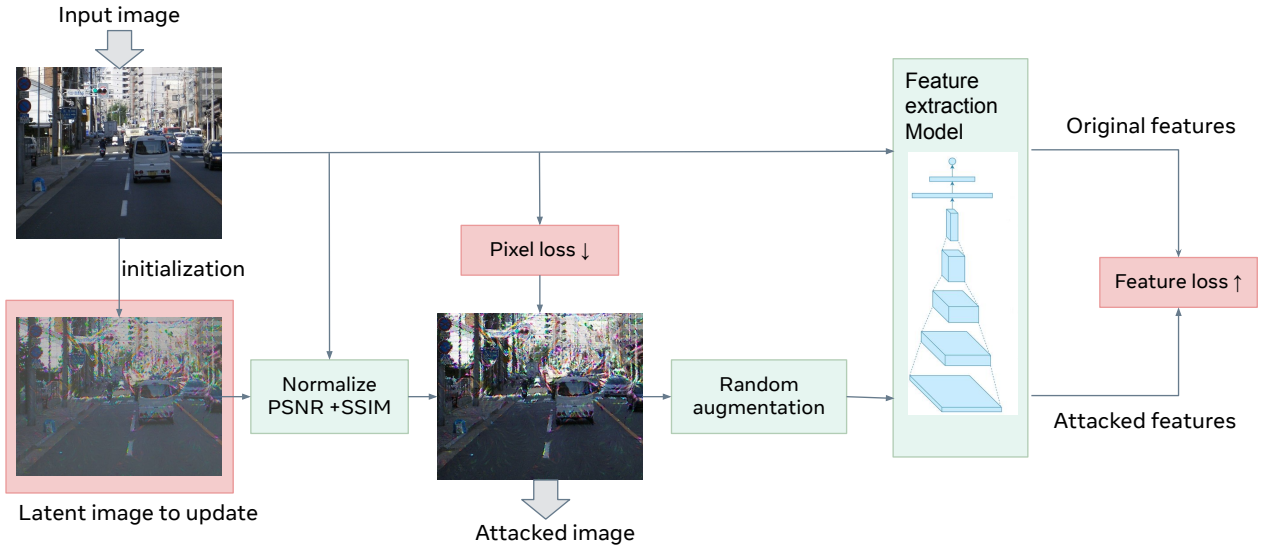 Input image
Feature
extraction
Model
Original features
Pixel loss ↓
initialization
Feature loss ↑
Normalize
PSNR +SSIM
Random
augmentation
Attacked features
Latent image to update
Attacked image